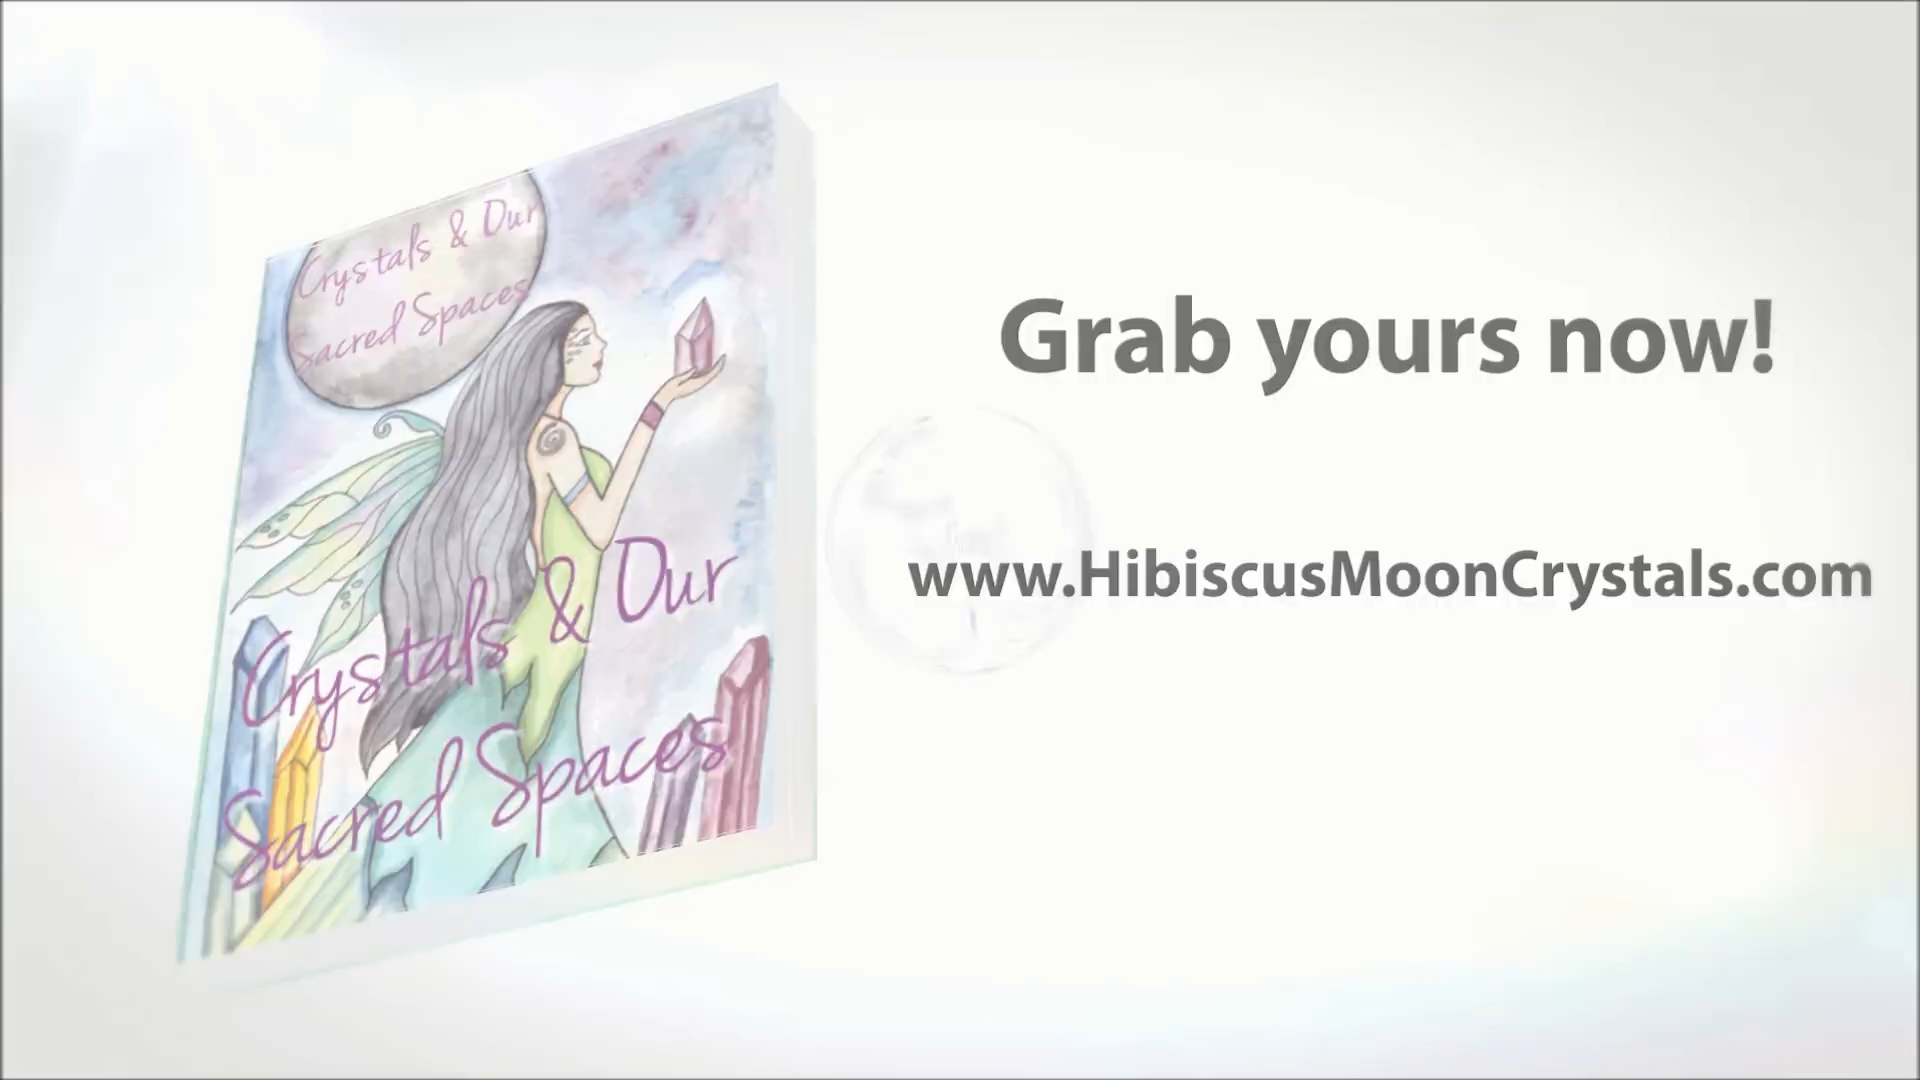 Crystals & Our
Sacred Spaces
Crystals & Our
Sacred Spaces
Grab yours now!
www.HibiscusMoonCrystals.com